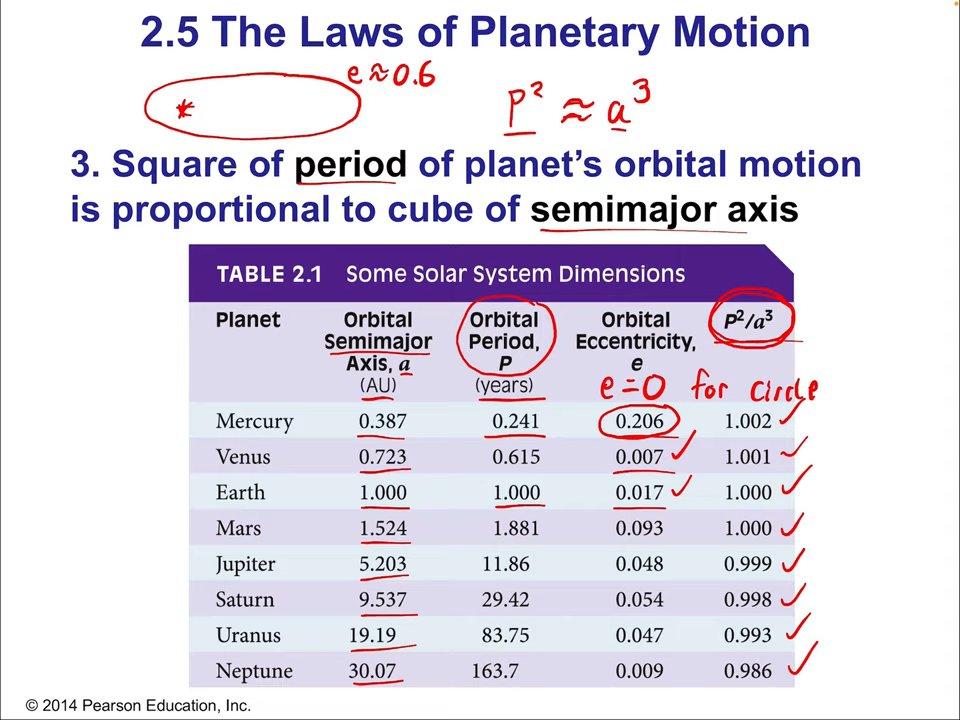 2.5 The Laws of Planetary Motion
e ≈ 0.6
P² ≈ a³
3. Square of period of planet’s orbital motion
is proportional to cube of semimajor axis
TABLE 2.1 Some Solar System Dimensions
Planet Orbital Semimajor Axis, a (AU) Orbital Period, P (years) Orbital Eccentricity, e P²/a³
e = 0 for circle
Mercury 0.387 0.241 0.206 1.002
Venus 0.723 0.615 0.007 1.001
Earth 1.000 1.000 0.017 1.000
Mars 1.524 1.881 0.093 1.000
Jupiter 5.203 11.86 0.048 0.999
Saturn 9.537 29.42 0.054 0.998
Uranus 19.19 83.75 0.047 0.993
Neptune 30.07 163.7 0.009 0.986
© 2014 Pearson Education, Inc.